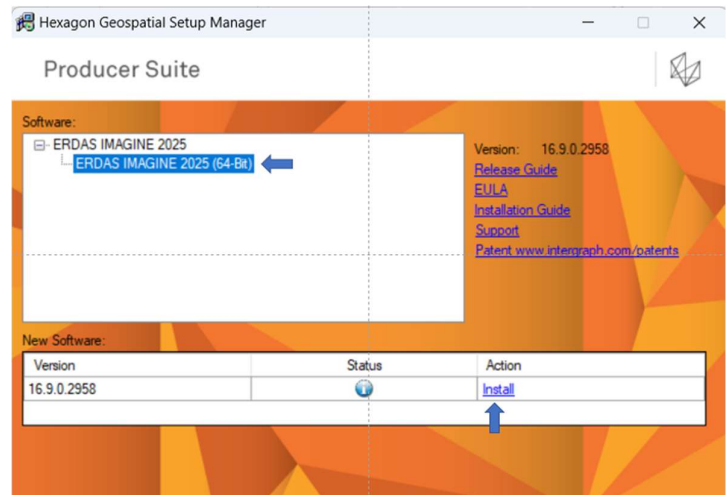 Hexagon Geospatial Setup Manager
Producer Suite
Software:
ERDAS IMAGINE 2025
ERDAS IMAGINE 2025 (64-Bit)
Version: 16.9.0.2958
Release Guide
EULA
Installation Guide
Support
Patent www.intergraph.com/patents
New Software:
Version Status Action
16.9.0.2958 Install